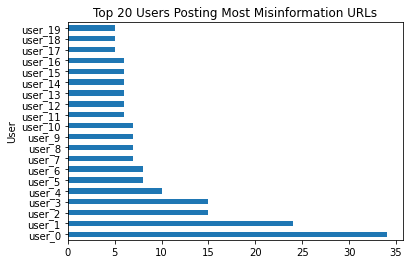 Top 20 Users Posting Most Misinformation URLs
User
user_19
user_18
user_17
user_16
user_15
user_14
user_13
user_12
user_11
user_10
user_9
user_8
user_7
user_6
user_5
user_4
user_3
user_2
user_1
user_0
0 5 10 15 20 25 30 35